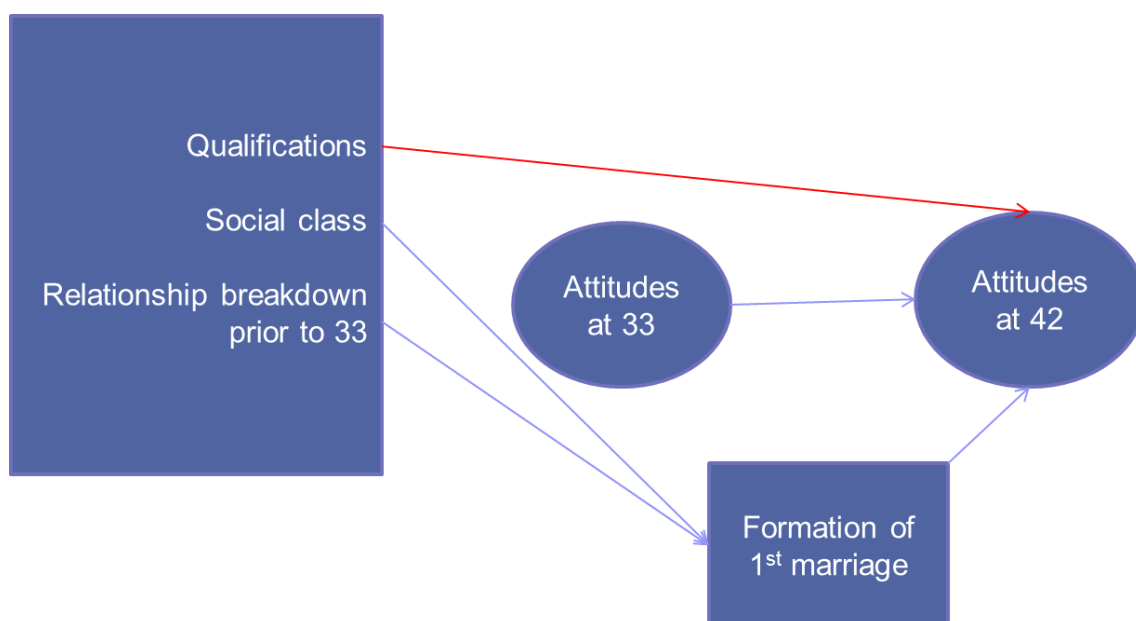 Qualifications
Social class
Relationship breakdown
prior to 33
Attitudes
at 33
Attitudes
at 42
Formation of
1st marriage